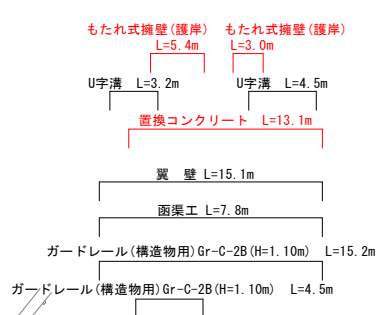 もたれ式擁壁(護岸) もたれ式擁壁(護岸)
L=5.4m L=3.0m
U字溝 L=3.2m U字溝 L=4.5m
置換コンクリート L=13.1m
翼 壁 L=15.1m
函渠工 L=7.8m
ガードレール(構造物用)Gr-C-2B(H=1.10m) L=15.2m
ガードレール(構造物用)Gr-C-2B(H=1.10m) L=4.5m